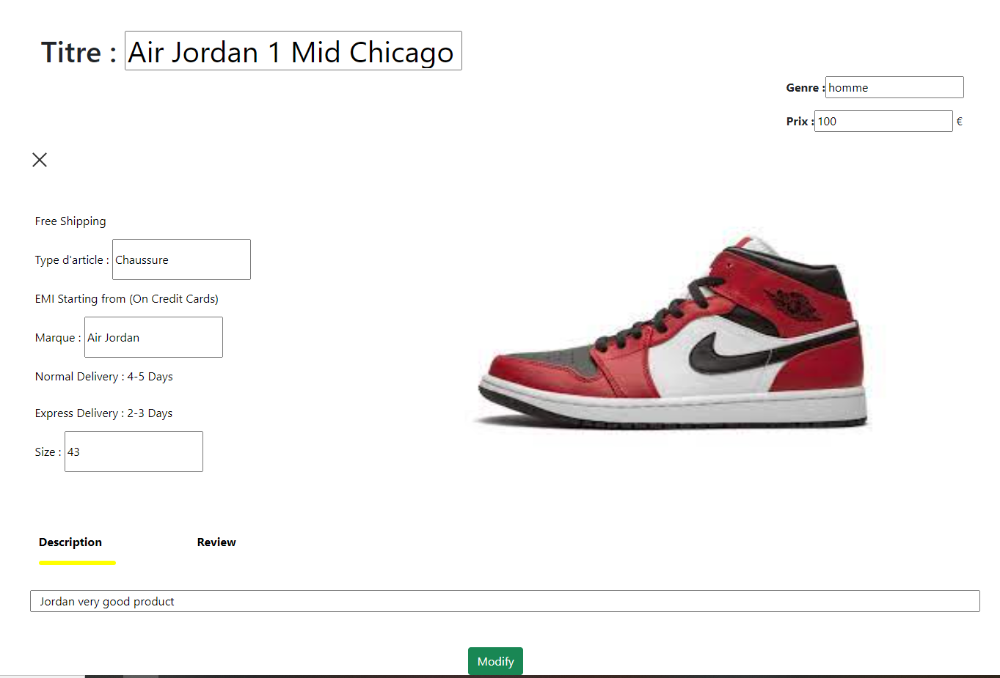 Titre : Air Jordan 1 Mid Chicago
Genre : homme
Prix : 100 €
Free Shipping
Type d'article : Chaussure
EMI Starting from (On Credit Cards)
Marque : Air Jordan
Normal Delivery : 4-5 Days
Express Delivery : 2-3 Days
Size : 43
Description Review
Jordan very good product
Modify